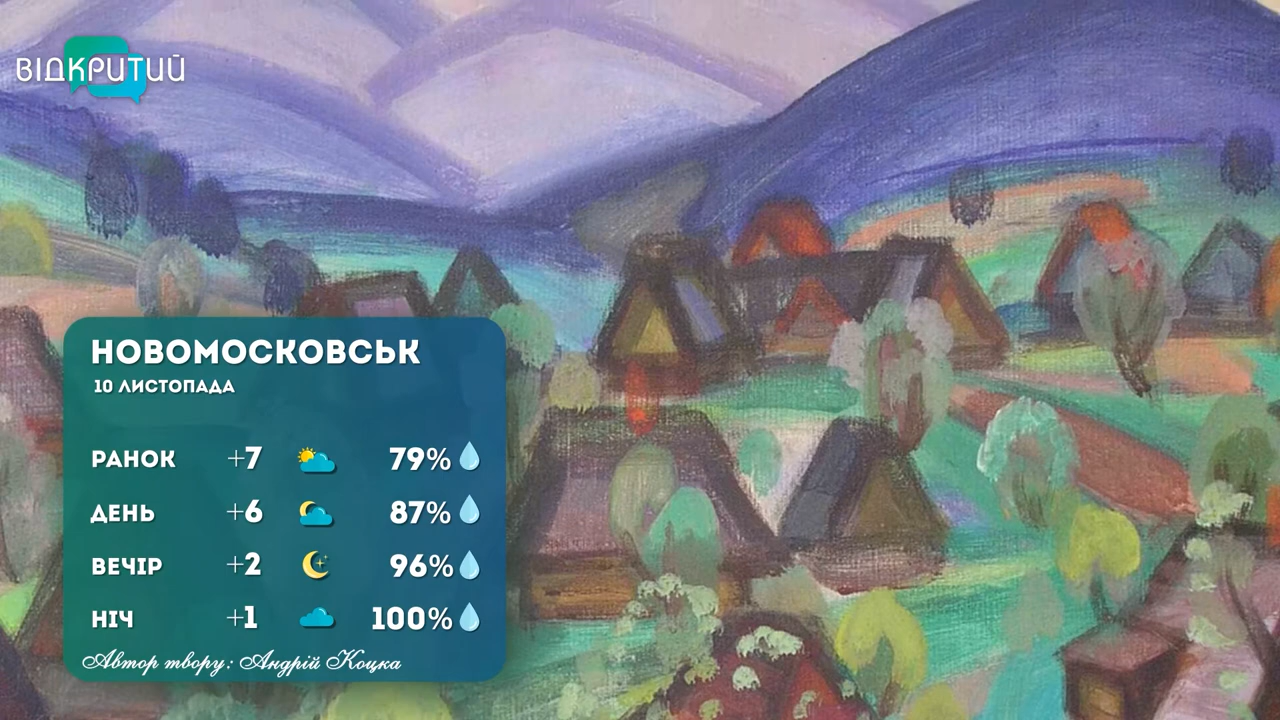 ВІДКРИТИЙ
НОВОМОСКОВСЬК
10 ЛИСТОПАДА
РАНОК +7 79%
ДЕНЬ +6 87%
ВЕЧІР +2 96%
НІЧ +1 100%
Автор твору: Андрій Коцка